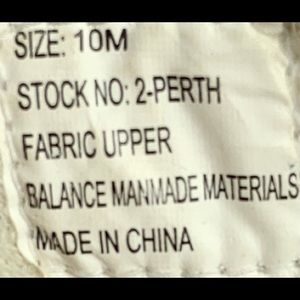 SIZE: 10M
STOCK NO: 2-PERTH
FABRIC UPPER
BALANCE MANMADE MATERIALS
MADE IN CHINA